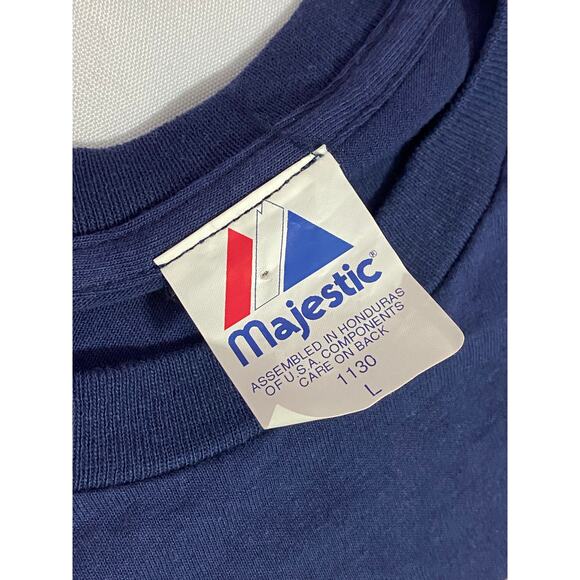 Majestic®
ASSEMBLED IN HONDURAS
OF U.S.A. COMPONENTS
CARE ON BACK
1130
L